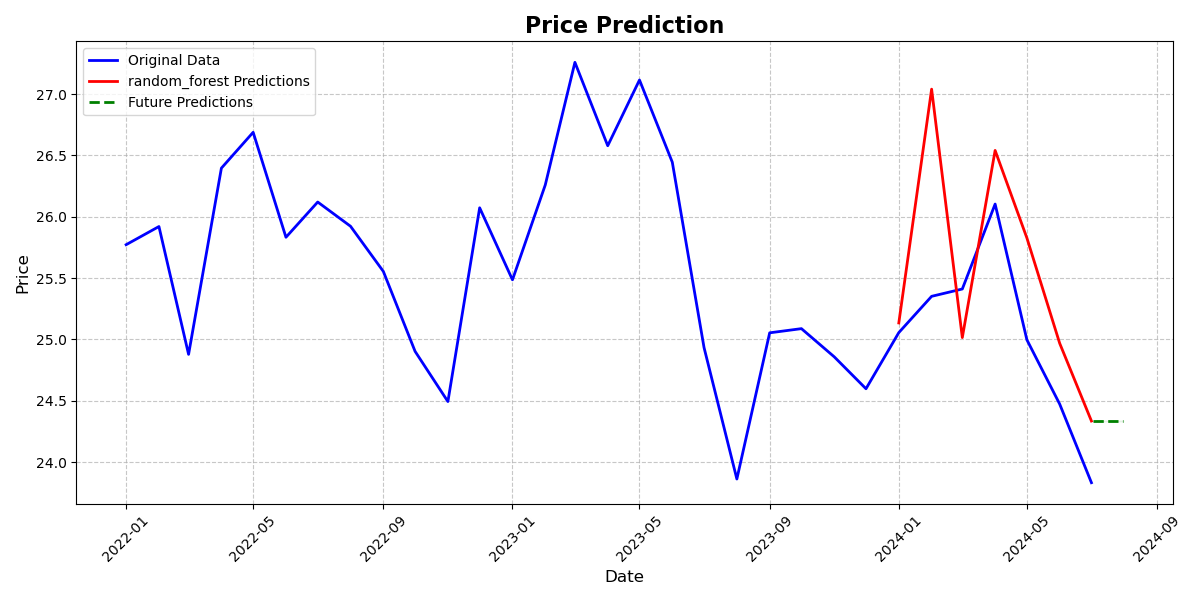 Price Prediction
Original Data
random_forest Predictions
Future Predictions
Price
27.0
26.5
26.0
25.5
25.0
24.5
24.0
2022-01
2022-05
2022-09
2023-01
2023-05
2023-09
2024-01
2024-05
2024-09
Date